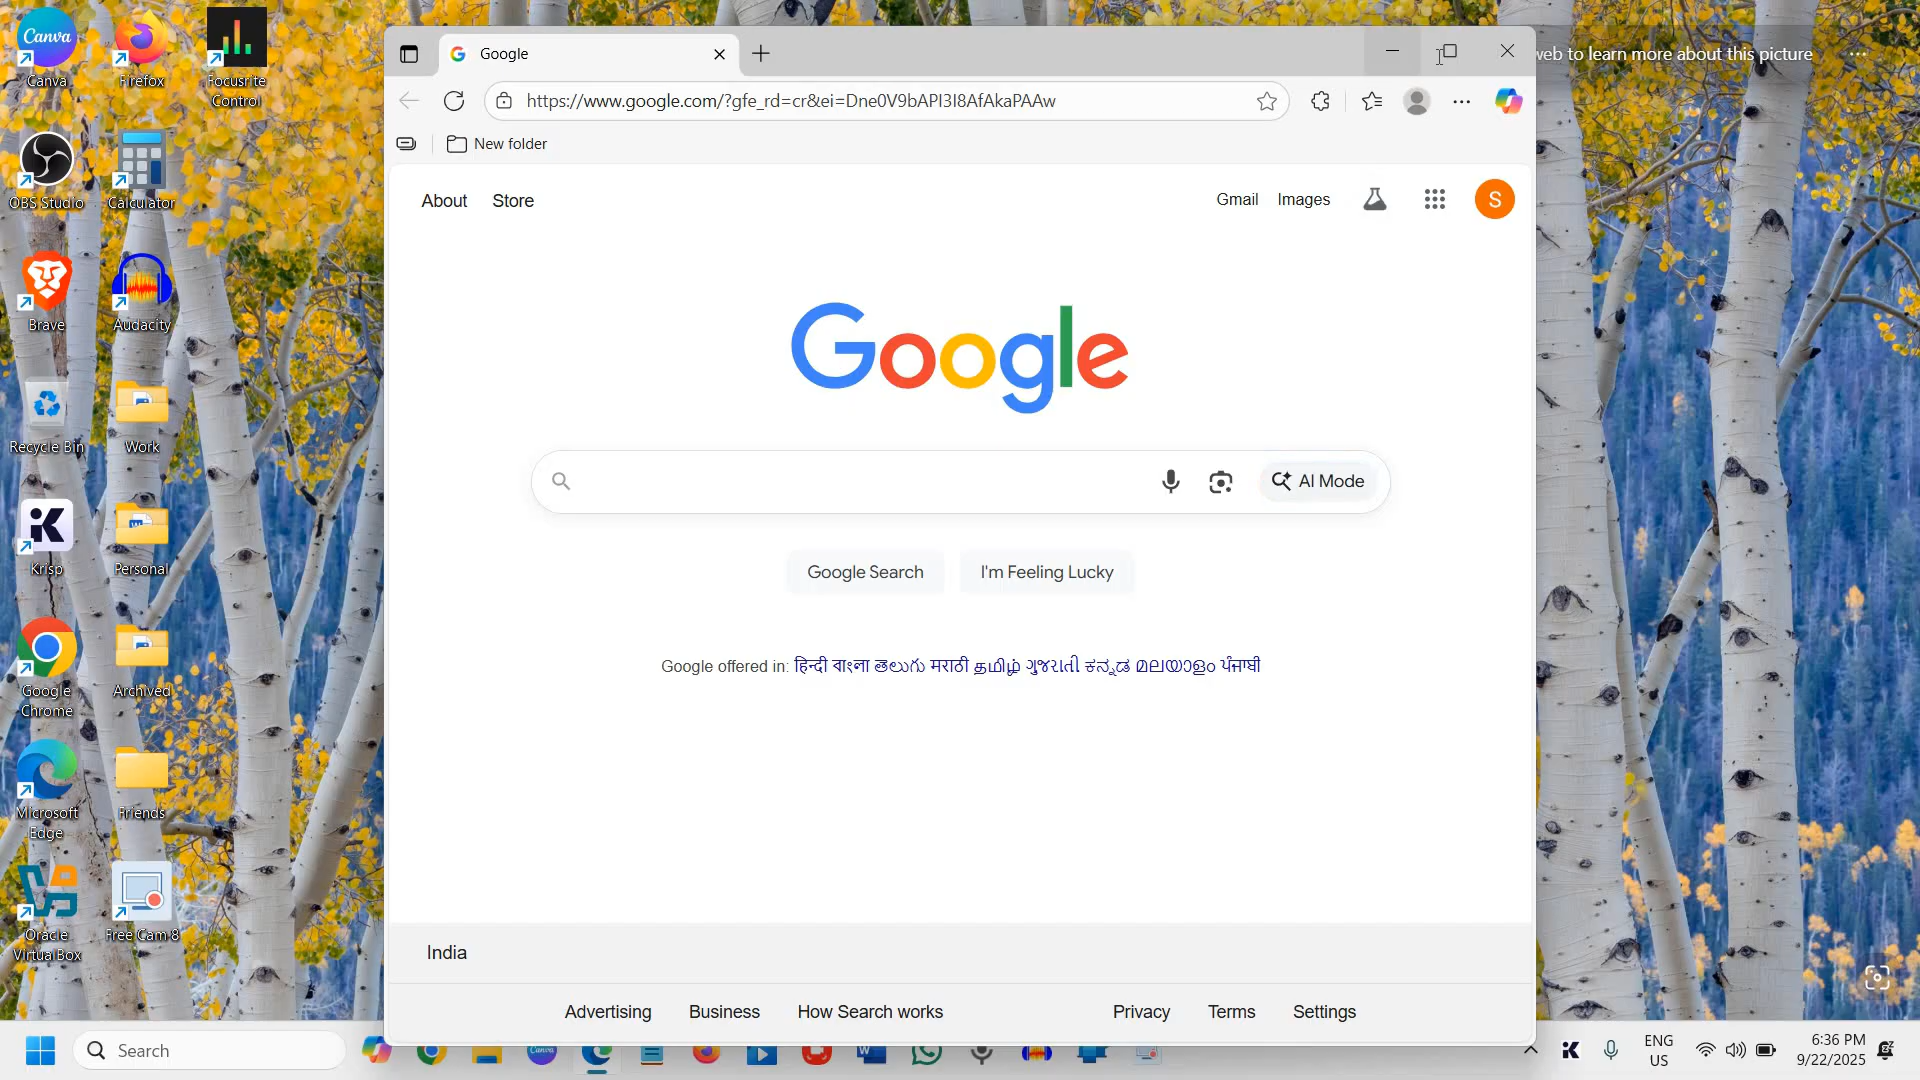 Canva
Firefox
Focusrite
Control
OBS Studio
Calculator
Brave
Audacity
Recycle Bin
Work
Krisp
Personal
Google
Chrome
Archived
Microsoft
Edge
Friends
Oracle
VirtualBox
Free Cam 8
Google
web to learn more about this picture
https://www.google.com/?gfe_rd=cr&ei=Dne0V9bAPI3I8AfAkaPAAw
New folder
About Store
Gmail Images
S
Google
AI Mode
Google Search
I'm Feeling Lucky
Google offered in: हिन्दी বাংলা తెలుగు मराठी தமிழ் ગુજરાતી ಕನ್ನಡ മലയാളം ਪੰਜਾਬੀ
India
Advertising Business How Search works
Privacy Terms Settings
Search
ENG
US
6:36 PM
9/22/2025